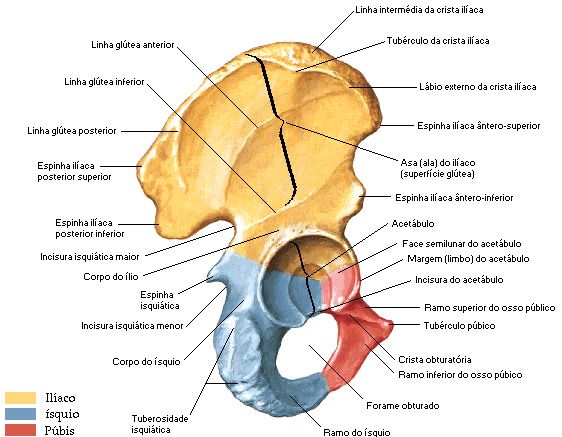 Linha intermédia da crista ilíaca
Linha glútea anterior
Tubérculo da crista ilíaca
Linha glútea inferior
Lábio externo da crista ilíaca
Linha glútea posterior
Espinha ilíaca ântero-superior
Espinha ilíaca
posterior superior
Asa (ala) do ilíaco
(superfície glútea)
Espinha ilíaca ântero-inferior
Espinha ilíaca
posterior inferior
Acetábulo
Incisura isquiática maior
Face semilunar do acetábulo
Corpo do ílio
Margem (limbo) do acetábulo
Incisura do acetábulo
Espinha
isquiática
Ramo superior do osso púbico
Incisura isquiática menor
Tubérculo púbico
Corpo do ísquio
Crista obturatória
Ramo inferior do osso púbico
Ilíaco
ísquio
Púbis
Forame obturado
Tuberosidade
isquiática
Ramo do ísquio